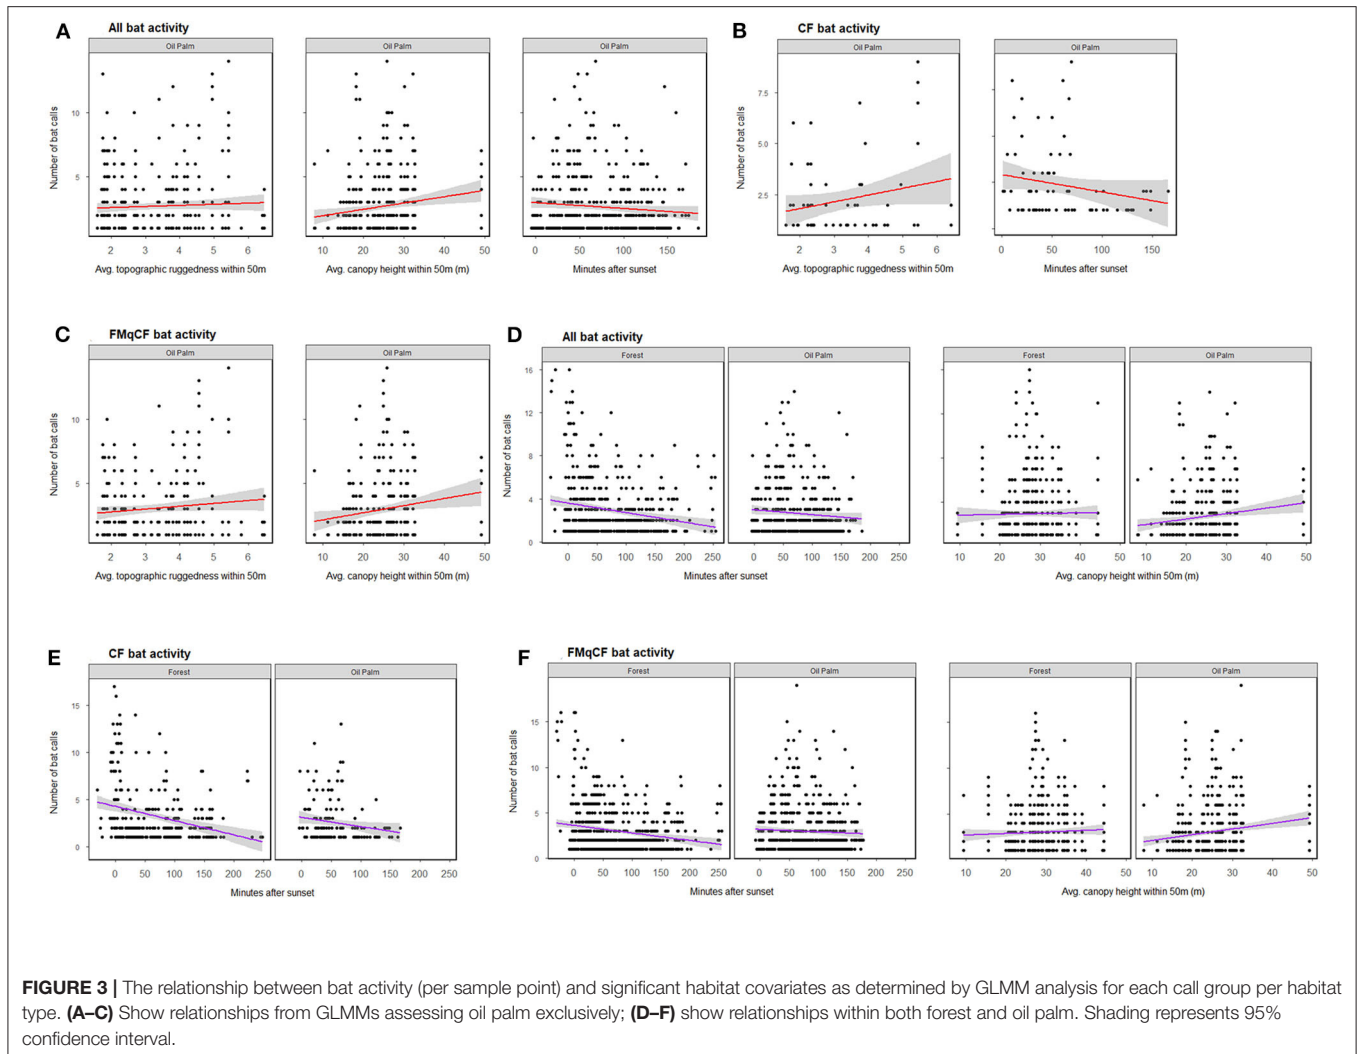 A
All bat activity
Oil Palm
Oil Palm
Oil Palm
Number of bat calls
10
5
2
3
4
5
6
Avg. topographic ruggedness within 50m
10
20
30
40
50
Avg. canopy height within 50m (m)
0
50
100
150
Minutes after sunset
B
CF bat activity
Oil Palm
Oil Palm
Number of bat calls
7.5
5.0
2.5
2
3
4
5
6
Avg. topographic ruggedness within 50m
0
50
100
150
Minutes after sunset
C
FMqCF bat activity
Oil Palm
Oil Palm
Number of bat calls
10
5
2
3
4
5
6
Avg. topographic ruggedness within 50m
10
20
30
40
50
Avg. canopy height within 50m (m)
D
All bat activity
Forest
Oil Palm
Forest
Oil Palm
Number of bat calls
16
12
8
4
0
0
50
100
150
200
250
0
50
100
150
200
250
Minutes after sunset
10
20
30
40
50
10
20
30
40
50
Avg. canopy height within 50m (m)
E
CF bat activity
Forest
Oil Palm
Number of bat calls
15
10
5
0
0
50
100
150
200
250
0
50
100
150
200
250
Minutes after sunset
F
FMqCF bat activity
Forest
Oil Palm
Forest
Oil Palm
Number of bat calls
15
10
5
0
0
50
100
150
200
250
0
50
100
150
200
250
Minutes after sunset
10
20
30
40
50
10
20
30
40
50
Avg. canopy height within 50m (m)
FIGURE 3 | The relationship between bat activity (per sample point) and significant habitat covariates as determined by GLMM analysis for each call group per habitat
type. (A–C) Show relationships from GLMMs assessing oil palm exclusively; (D–F) show relationships within both forest and oil palm. Shading represents 95%
confidence interval.